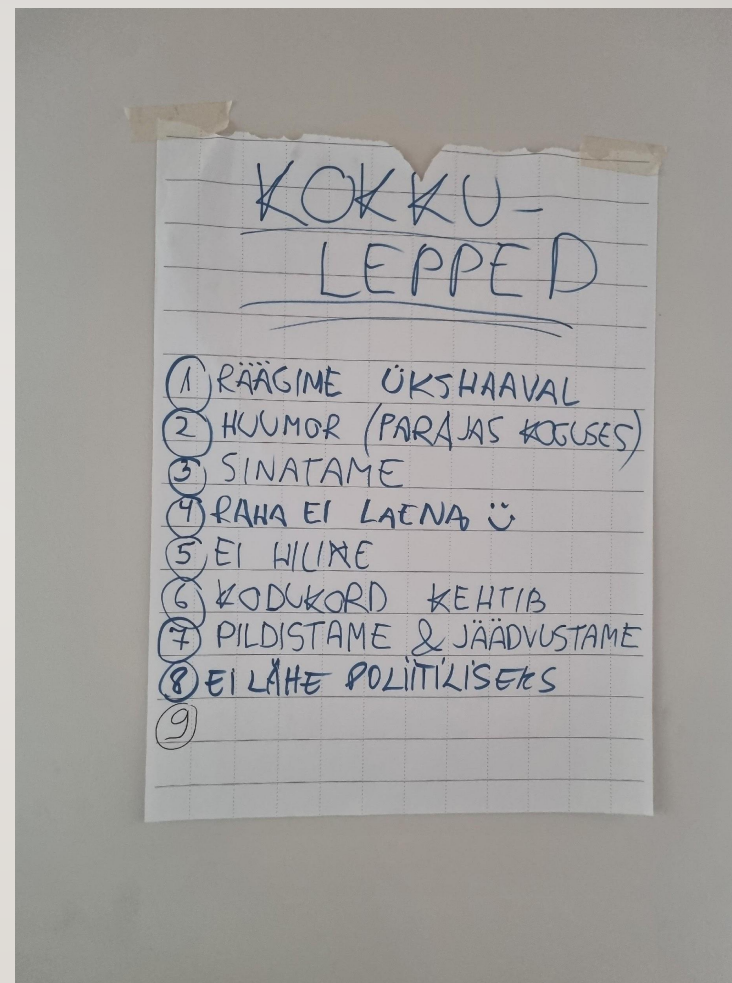 KOKKU-
LEPPED
1 RÄÄGIME ÜKSHAAVAL
2 HUUMOR (PARAJAS KOGUSES)
3 SINATAME
4 RAHA EI LAENA :)
5 EI HILINE
6 KODUKORD KEHTIB
7 PILDISTAME & JÄÄDVUSTAME
8 EI LÄHE POLIITILISEKS
9